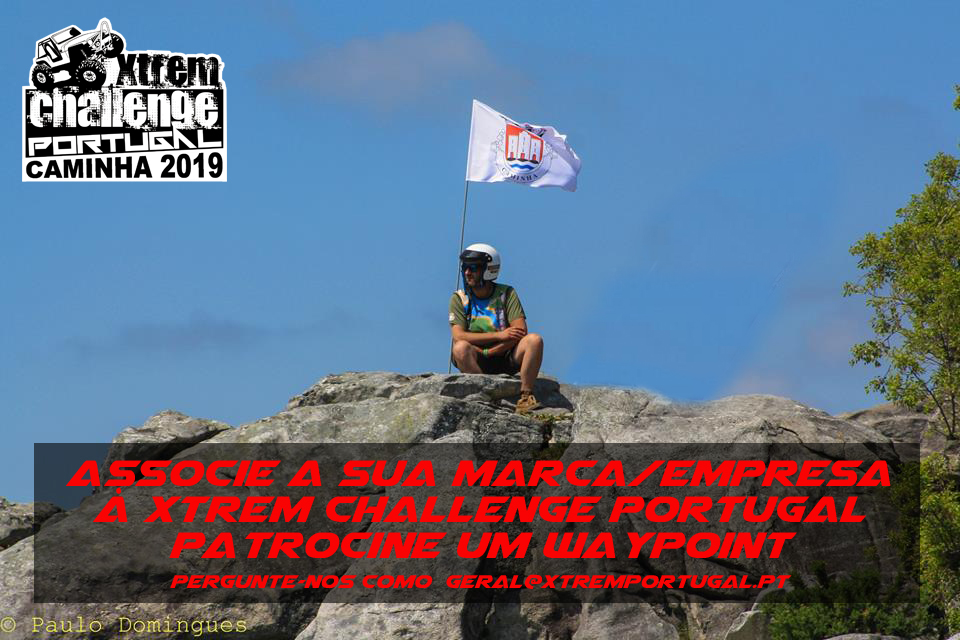 Xtrem
Challenge
PORTUGAL
CAMINHA 2019
CAMINHA
ASSOCIE A SUA MARCA/EMPRESA
À XTREM CHALLENGE PORTUGAL
PATROCINE UM WAYPOINT
PERGUNTE-NOS COMO GERAL@XTREMPORTUGAL.PT
© Paulo Domingues